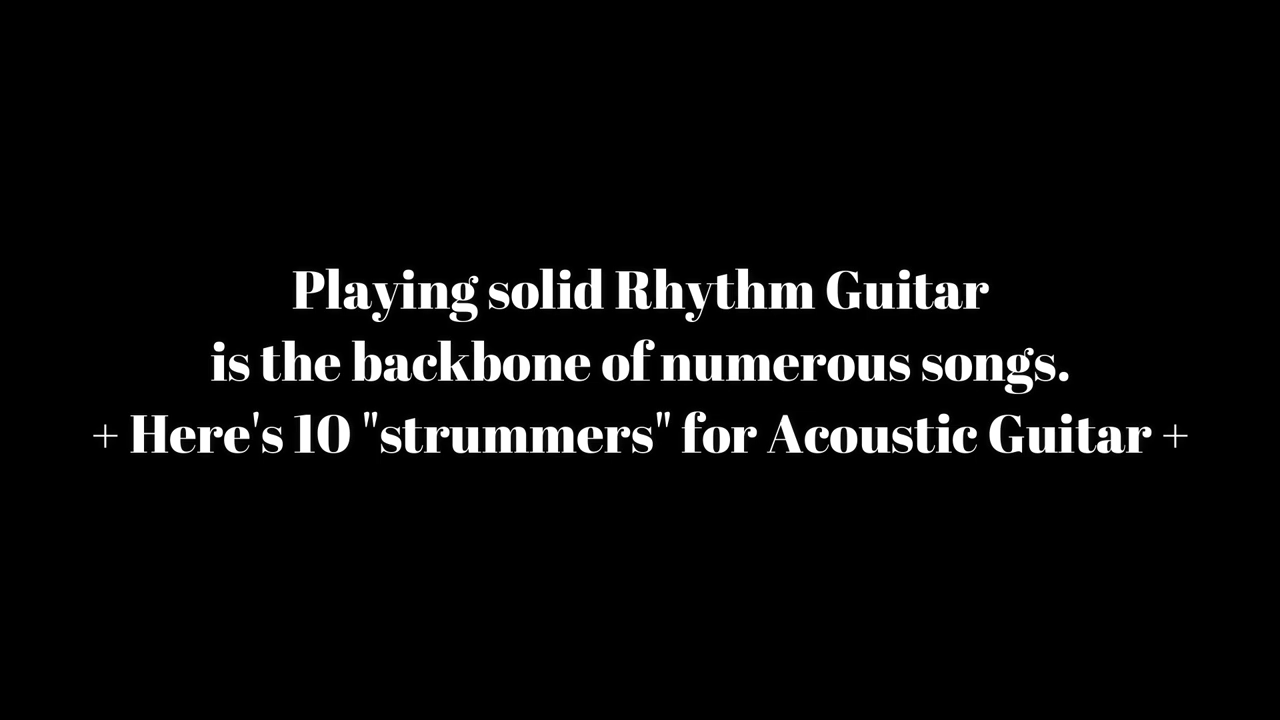 Playing solid Rhythm Guitar
is the backbone of numerous songs.
+ Here's 10 "strummers" for Acoustic Guitar +